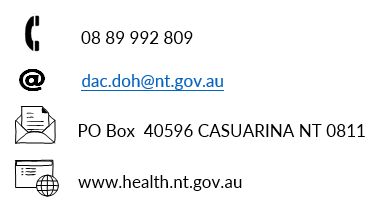 08 89 992 809
@ dac.doh@nt.gov.au
PO Box 40596 CASUARINA NT 0811
www.health.nt.gov.au